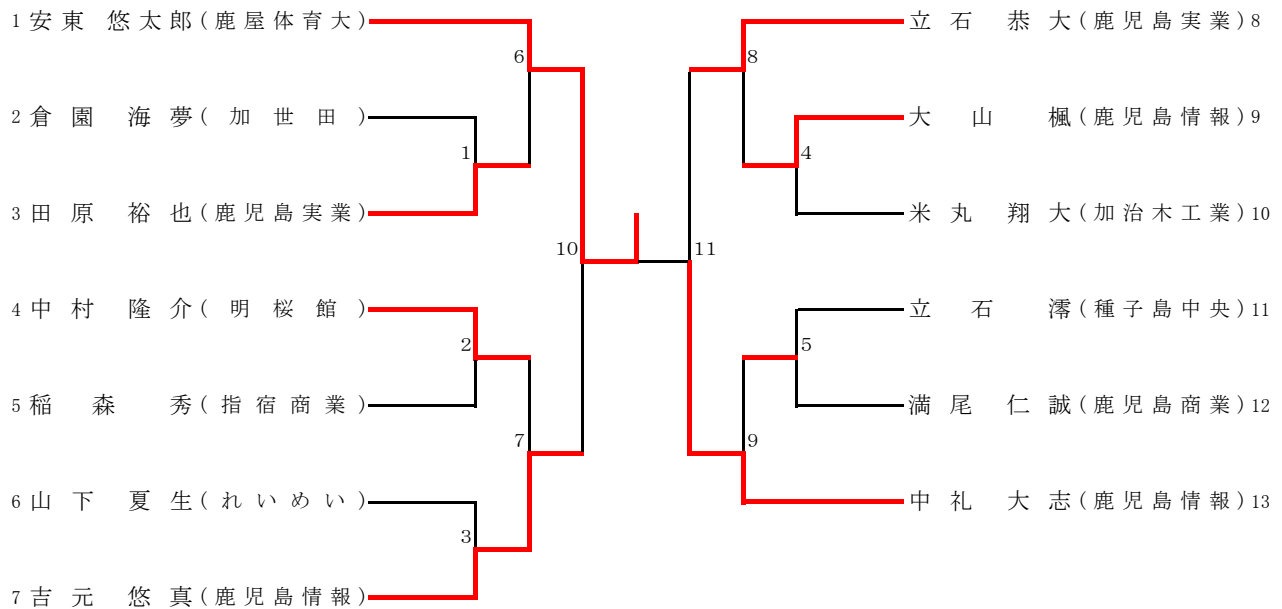 1 安東 悠太郎(鹿屋体育大)
2 倉園 海夢(加世田)
3 田原 裕也(鹿児島実業)
4 中村 隆介(明桜館)
5 稲森 秀(指宿商業)
6 山下 夏生(れいめい)
7 吉元 悠真(鹿児島情報)
6
1
10
2
7
3
立石 恭大(鹿児島実業) 8
大山 楓(鹿児島情報) 9
米丸 翔大(加治木工業) 10
立石 澪(種子島中央) 11
満尾 仁誠(鹿児島商業) 12
中礼 大志(鹿児島情報) 13
8
4
11
5
9